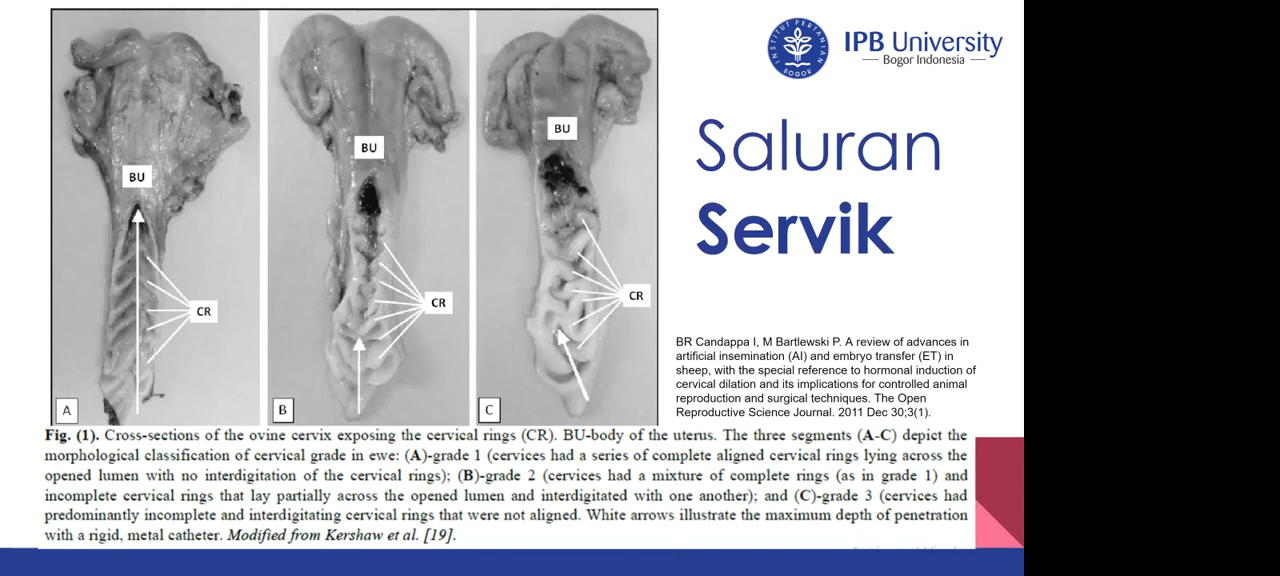 BU
CR
A
BU
CR
B
BU
CR
C
INSTITUT PERTANIAN
BOGOR
IPB University
Bogor Indonesia
Saluran
Servik
BR Candappa I, M Bartlewski P. A review of advances in
artificial insemination (AI) and embryo transfer (ET) in
sheep, with the special reference to hormonal induction of
cervical dilation and its implications for controlled animal
reproduction and surgical techniques. The Open
Reproductive Science Journal. 2011 Dec 30;3(1).
Fig. (1). Cross-sections of the ovine cervix exposing the cervical rings (CR). BU-body of the uterus. The three segments (A-C) depict the
morphological classification of cervical grade in ewe: (A)-grade 1 (cervices had a series of complete aligned cervical rings lying across the
opened lumen with no interdigitation of the cervical rings); (B)-grade 2 (cervices had a mixture of complete rings (as in grade 1) and
incomplete cervical rings that lay partially across the opened lumen and interdigitated with one another); and (C)-grade 3 (cervices had
predominantly incomplete and interdigitating cervical rings that were not aligned. White arrows illustrate the maximum depth of penetration
with a rigid, metal catheter. Modified from Kershaw et al. [19].